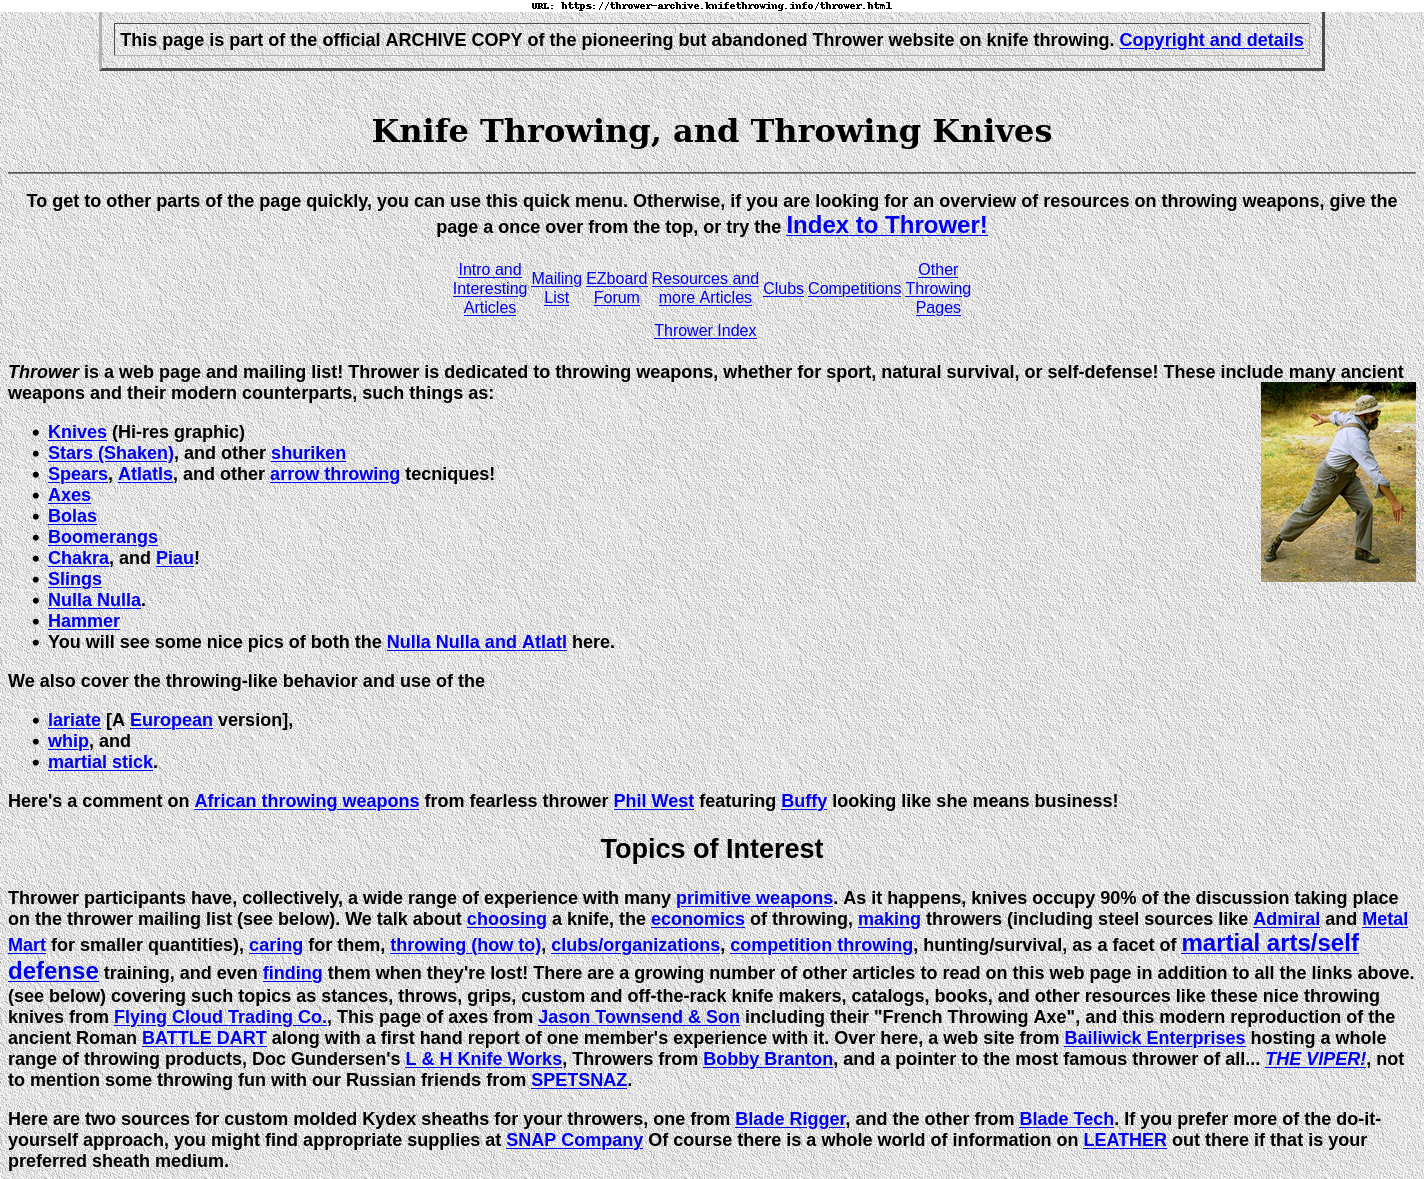 URL: https://thrower-archive.knifethrowing.info/thrower.html
This page is part of the official ARCHIVE COPY of the pioneering but abandoned Thrower website on knife throwing. Copyright and details
Knife Throwing, and Throwing Knives
To get to other parts of the page quickly, you can use this quick menu. Otherwise, if you are looking for an overview of resources on throwing weapons, give the
page a once over from the top, or try the Index to Thrower!
Intro and Interesting Articles
Mailing List
EZboard Forum
Resources and more Articles
Clubs
Competitions
Other Throwing Pages
Thrower Index
Thrower is a web page and mailing list! Thrower is dedicated to throwing weapons, whether for sport, natural survival, or self-defense! These include many ancient
weapons and their modern counterparts, such things as:
Knives (Hi-res graphic)
Stars (Shaken), and other shuriken
Spears, Atlatls, and other arrow throwing tecniques!
Axes
Bolas
Boomerangs
Chakra, and Piau!
Slings
Nulla Nulla.
Hammer
You will see some nice pics of both the Nulla Nulla and Atlatl here.
We also cover the throwing-like behavior and use of the
lariate [A European version],
whip, and
martial stick.
Here's a comment on African throwing weapons from fearless thrower Phil West featuring Buffy looking like she means business!
Topics of Interest
Thrower participants have, collectively, a wide range of experience with many primitive weapons. As it happens, knives occupy 90% of the discussion taking place
on the thrower mailing list (see below). We talk about choosing a knife, the economics of throwing, making throwers (including steel sources like Admiral and Metal
Mart for smaller quantities), caring for them, throwing (how to), clubs/organizations, competition throwing, hunting/survival, as a facet of martial arts/self
defense training, and even finding them when they're lost! There are a growing number of other articles to read on this web page in addition to all the links above.
(see below) covering such topics as stances, throws, grips, custom and off-the-rack knife makers, catalogs, books, and other resources like these nice throwing
knives from Flying Cloud Trading Co., This page of axes from Jason Townsend & Son including their "French Throwing Axe", and this modern reproduction of the
ancient Roman BATTLE DART along with a first hand report of one member's experience with it. Over here, a web site from Bailiwick Enterprises hosting a whole
range of throwing products, Doc Gundersen's L & H Knife Works, Throwers from Bobby Branton, and a pointer to the most famous thrower of all... THE VIPER!, not
to mention some throwing fun with our Russian friends from SPETSNAZ.
Here are two sources for custom molded Kydex sheaths for your throwers, one from Blade Rigger, and the other from Blade Tech. If you prefer more of the do-it-
yourself approach, you might find appropriate supplies at SNAP Company Of course there is a whole world of information on LEATHER out there if that is your
preferred sheath medium.